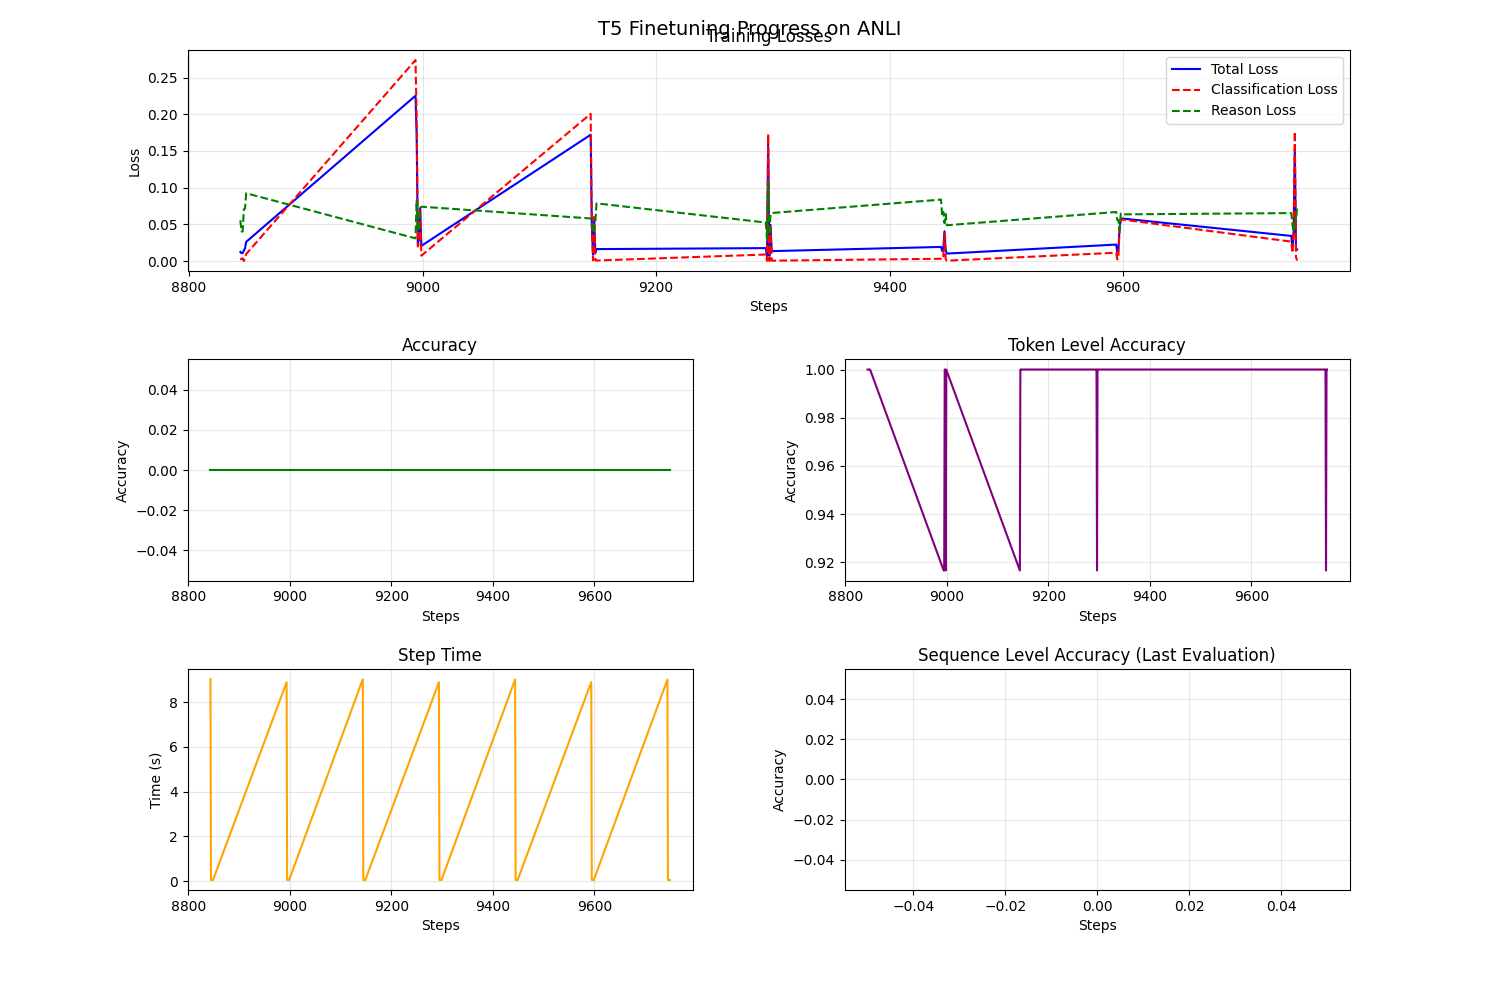 T5 Finetuning Progress on ANLI
Training Losses
Total Loss
Classification Loss
Reason Loss
Loss
0.25
0.20
0.15
0.10
0.05
0.00
8800 9000 9200 9400 9600
Steps
Accuracy
Accuracy
0.04
0.02
0.00
−0.02
−0.04
8800 9000 9200 9400 9600
Steps
Token Level Accuracy
Accuracy
1.00
0.98
0.96
0.94
0.92
8800 9000 9200 9400 9600
Steps
Step Time
Time (s)
8
6
4
2
0
8800 9000 9200 9400 9600
Steps
Sequence Level Accuracy (Last Evaluation)
Accuracy
0.04
0.02
0.00
−0.02
−0.04
−0.04 −0.02 0.00 0.02 0.04
Steps